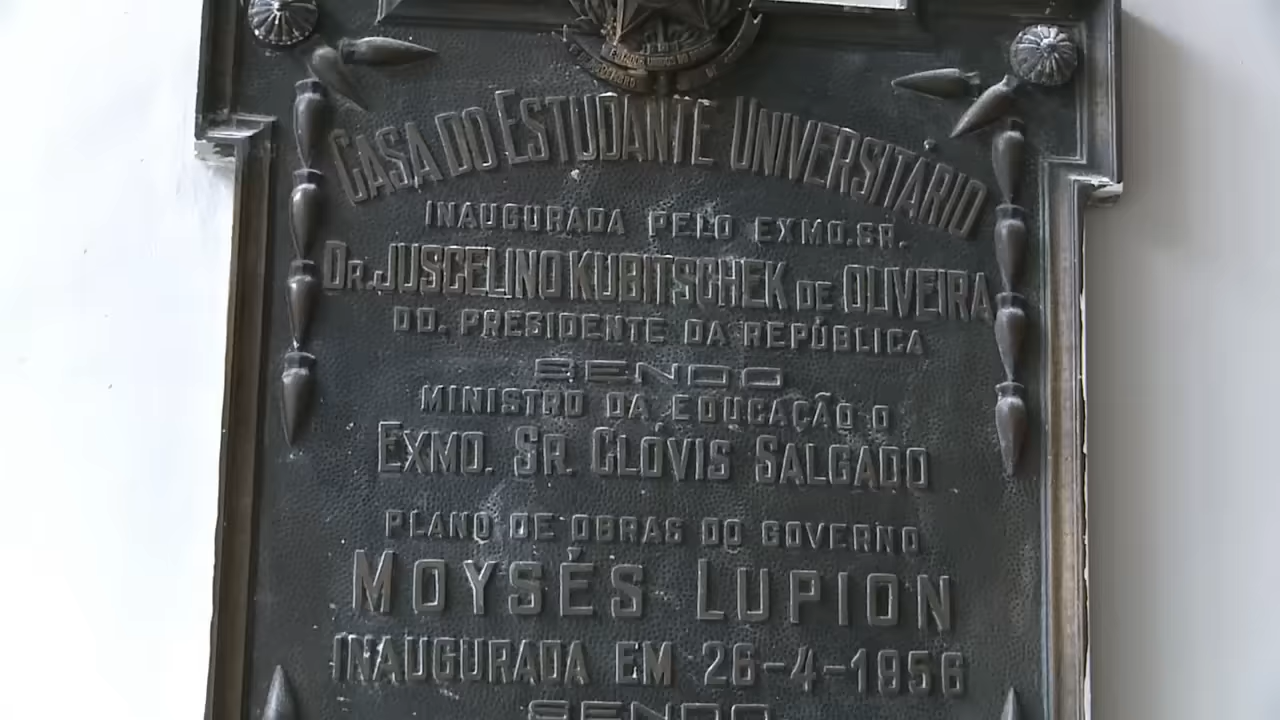 CASA DO ESTUDANTE UNIVERSITÁRIO
INAUGURADA PELO EXMO. SR.
DR. JUSCELINO KUBITSCHEK DE OLIVEIRA
DD. PRESIDENTE DA REPÚBLICA
SENDO
MINISTRO DA EDUCAÇÃO O
EXMO. SR. CLÓVIS SALGADO
PLANO DE OBRAS DO GOVERNO
MOYSÉS LUPION
INAUGURADA EM 26-4-1956
SENDO